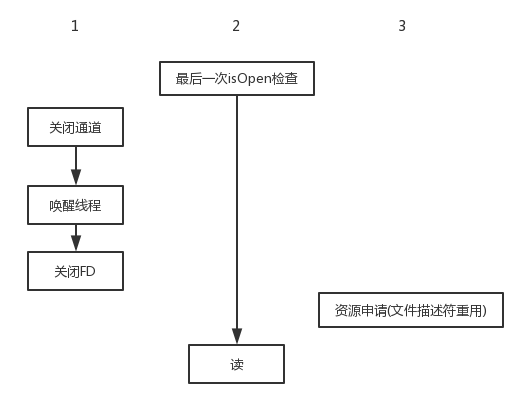 1
2
3
最后一次isOpen检查
关闭通道
唤醒线程
关闭FD
资源申请(文件描述符重用)
读